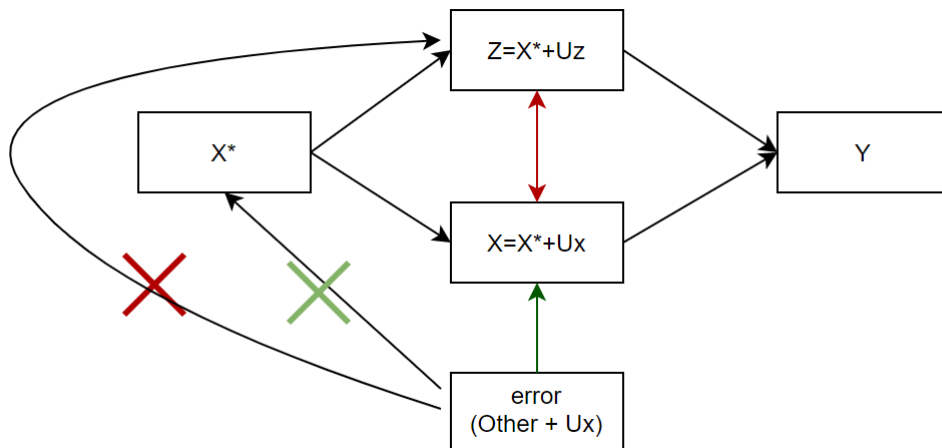 Z=X*+Uz
X*
Y
X=X*+Ux
error
(Other + Ux)